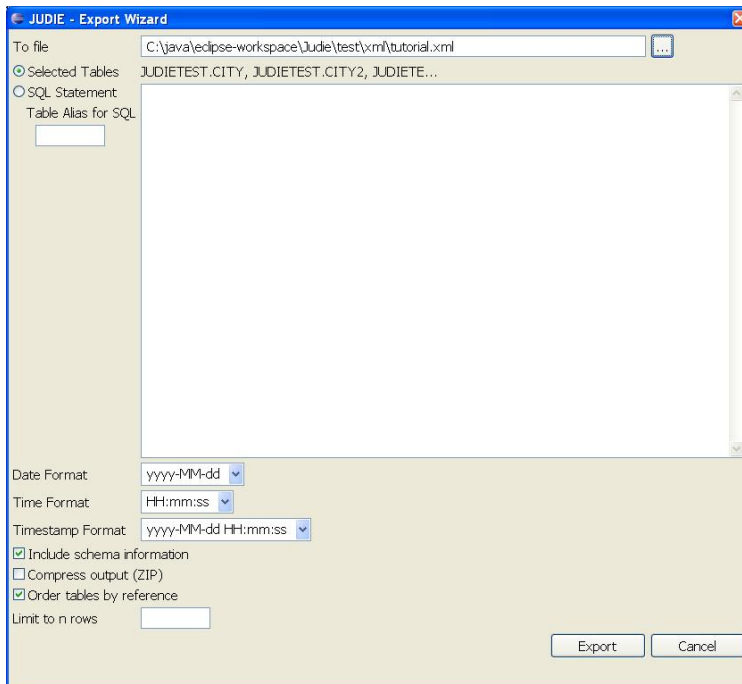 JUDIE - Export Wizard
To file C:\java\eclipse-workspace\Judie\test\xml\tutorial.xml ...
Selected Tables JUDIETEST.CITY, JUDIETEST.CITY2, JUDIETE...
SQL Statement
Table Alias for SQL
Date Format yyyy-MM-dd
Time Format HH:mm:ss
Timestamp Format yyyy-MM-dd HH:mm:ss
Include schema information
Compress output (ZIP)
Order tables by reference
Limit to n rows
Export Cancel